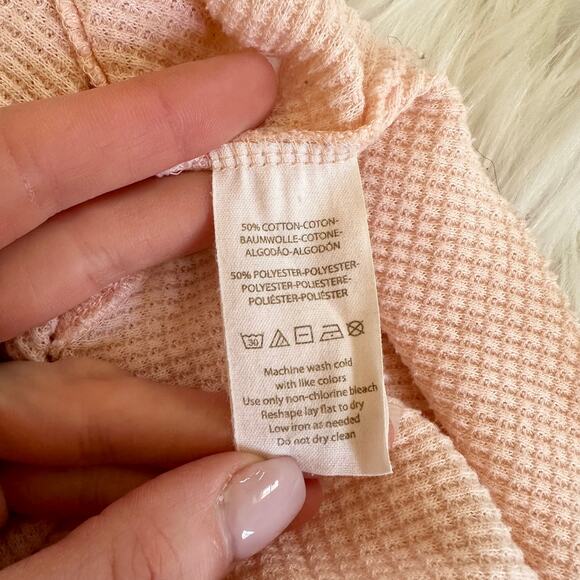 50% COTTON-COTON-
BAUMWOLLE-COTONE-
ALGODÃO-ALGODÓN
50% POLYESTER-POLYESTER-
POLYESTER-POLIESTERE-
POLIÉSTER-POLIÉSTER
30
Machine wash cold
with like colors
Use only non-chlorine bleach
Reshape lay flat to dry
Low iron as needed
Do not dry clean